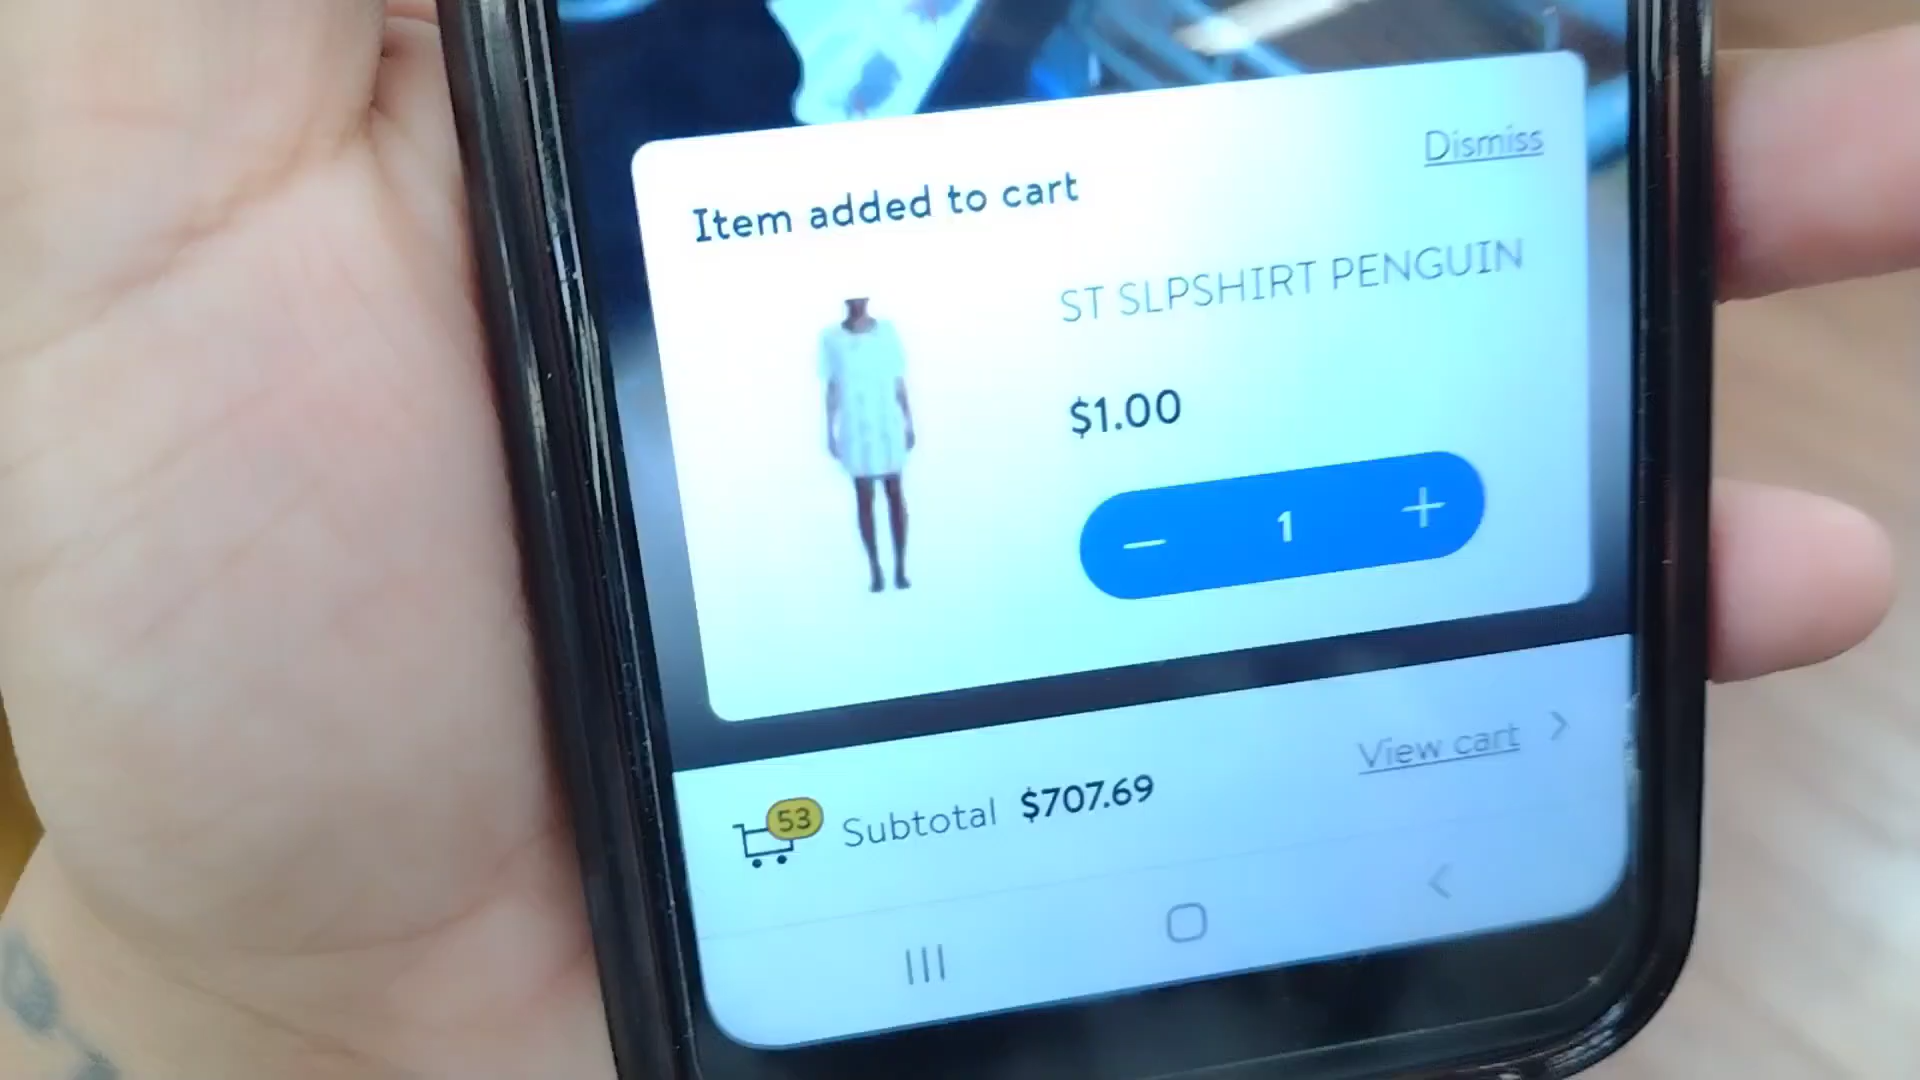 Dismiss
Item added to cart
ST SLPSHIRT PENGUIN
$1.00
1
View cart
53
Subtotal $707.69